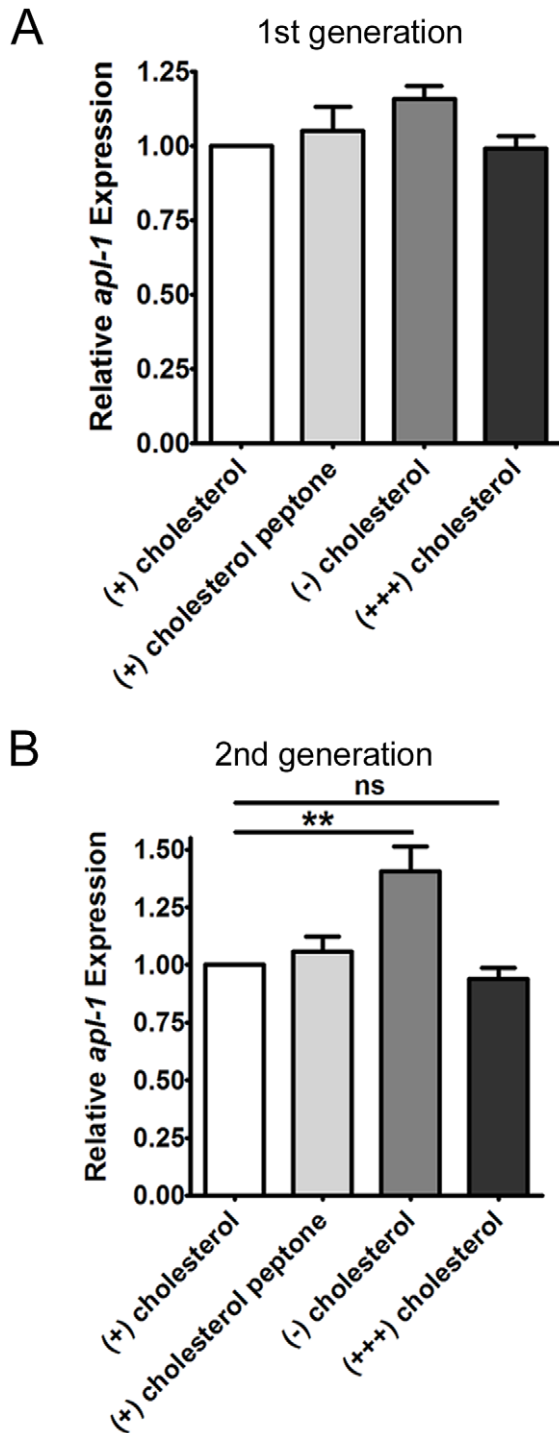 A
1st generation
Relative apl-1 Expression
1.25
1.00
0.75
0.50
0.25
0.00
(+) cholesterol
(+) cholesterol peptone
(-) cholesterol
(+++) cholesterol
B
2nd generation
ns
**
Relative apl-1 Expression
1.50
1.25
1.00
0.75
0.50
0.25
0.00
(+) cholesterol
(+) cholesterol peptone
(-) cholesterol
(+++) cholesterol